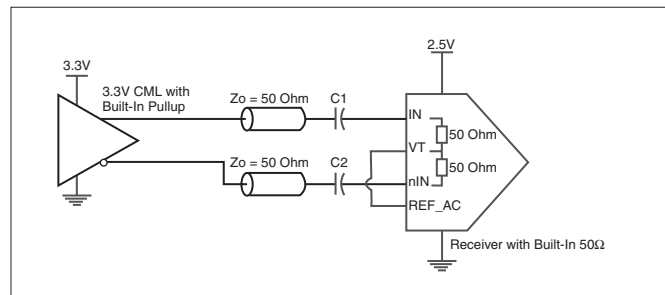 2.5V
3.3V
3.3V CML with
Built-In Pullup
Zo = 50 Ohm
C1
IN
50 Ohm
VT
50 Ohm
Zo = 50 Ohm
C2
nIN
REF_AC
Receiver with Built-In 50Ω